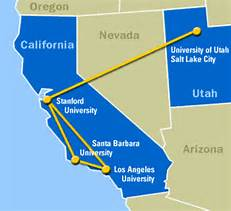 Oregon
California
Nevada
University of Utah
Salt Lake City
Utah
Stanford
University
Santa Barbara
University
Los Angeles
University
Arizona